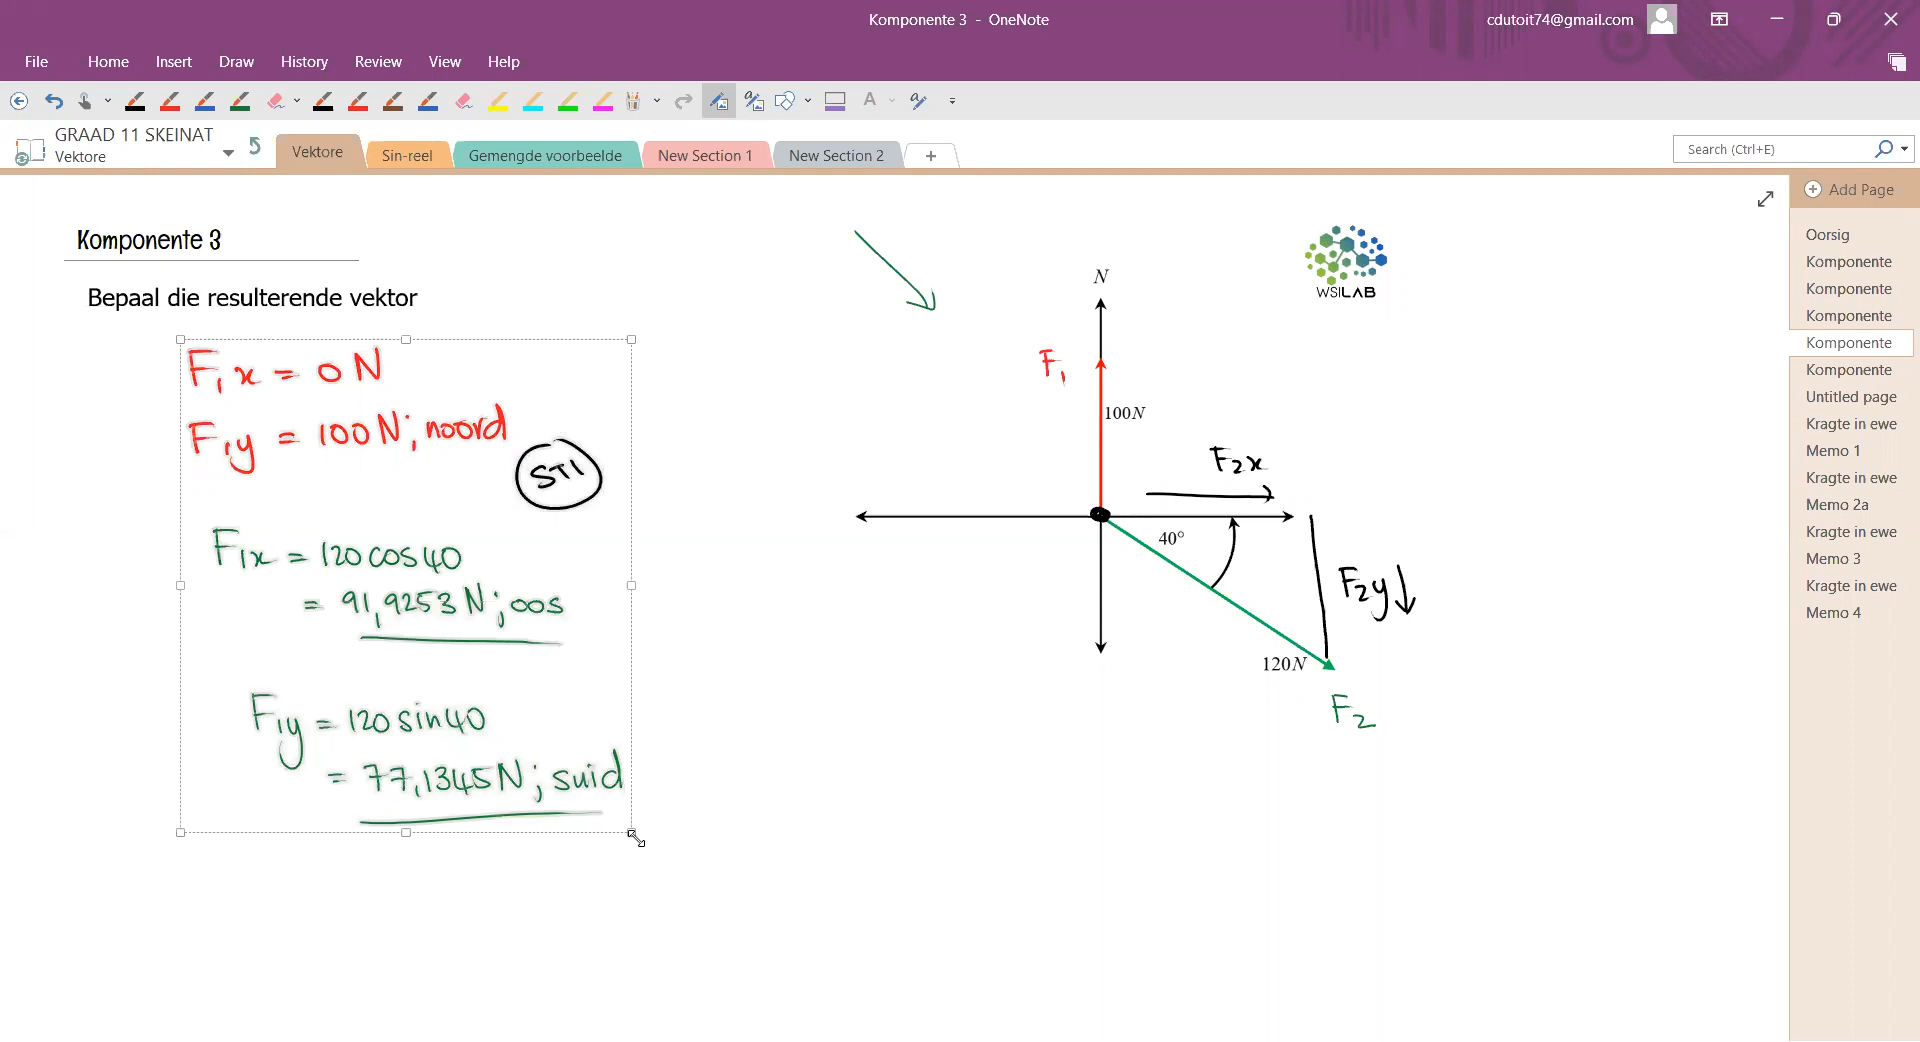 Komponente 3 - OneNote
cdutoit74@gmail.com
File Home Insert Draw History Review View Help
GRAAD 11 SKEINAT
Vektore
Vektore Sin-reel Gemengde voorbeelde New Section 1 New Section 2 +
Search (Ctrl+E)
Add Page
Oorsig
Komponente
Komponente
Komponente
Komponente
Komponente
Untitled page
Kragte in ewe
Memo 1
Kragte in ewe
Memo 2a
Kragte in ewe
Memo 3
Kragte in ewe
Memo 4
Komponente 3
Bepaal die resulterende vektor
F1x = 0 N
F1y = 100 N; noord
ST1
F1x = 120 cos 40
= 91,9253 N; oos
F1y = 120 sin 40
= 77,1345 N; suid
WSILAB
N
F1
100N
F2x
40°
F2y
120N
F2